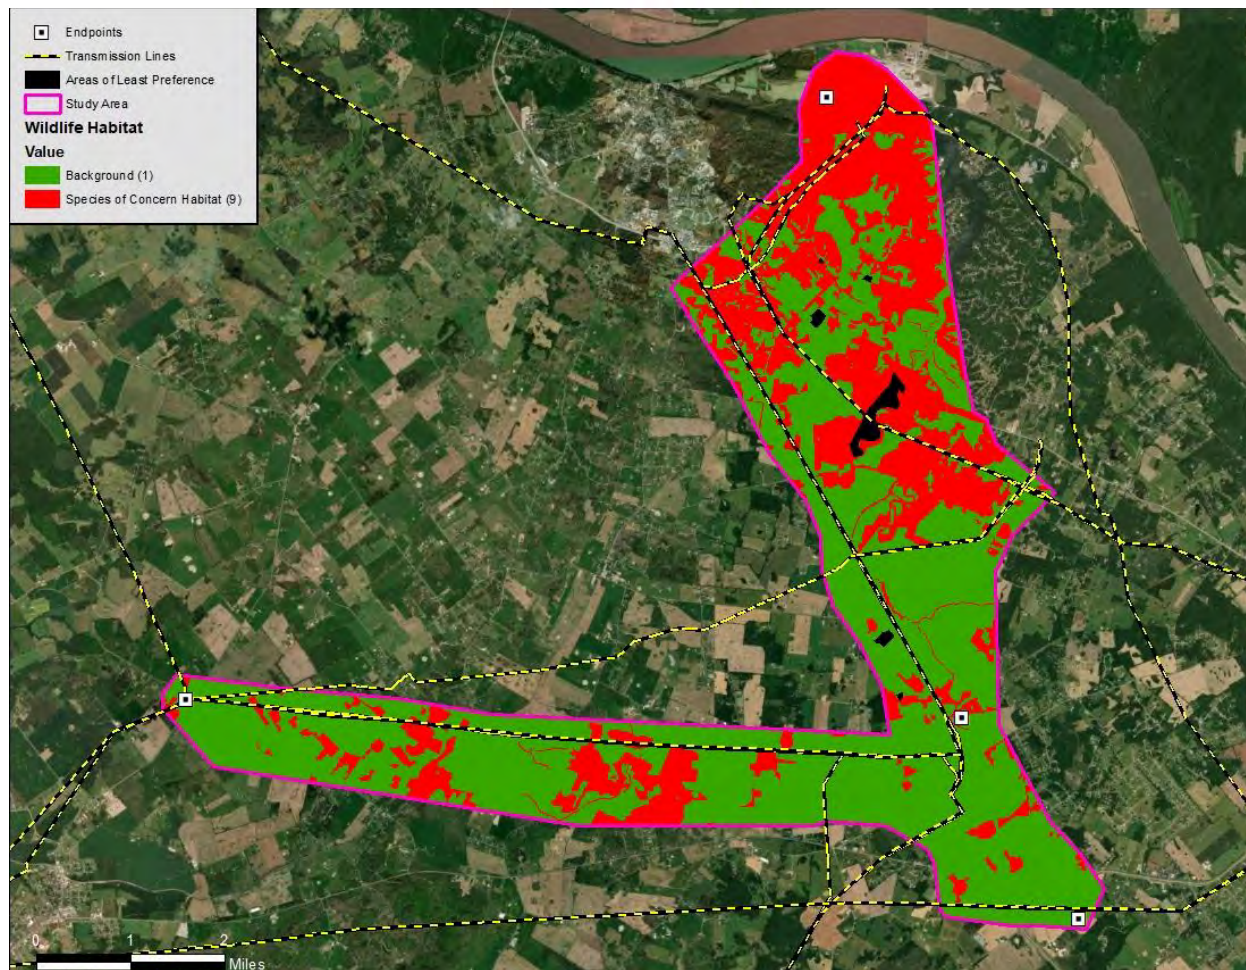 Endpoints
Transmission Lines
Areas of Least Preference
Study Area
Wildlife Habitat
Value
Background (1)
Species of Concern Habitat (9)
0 1 2
Miles